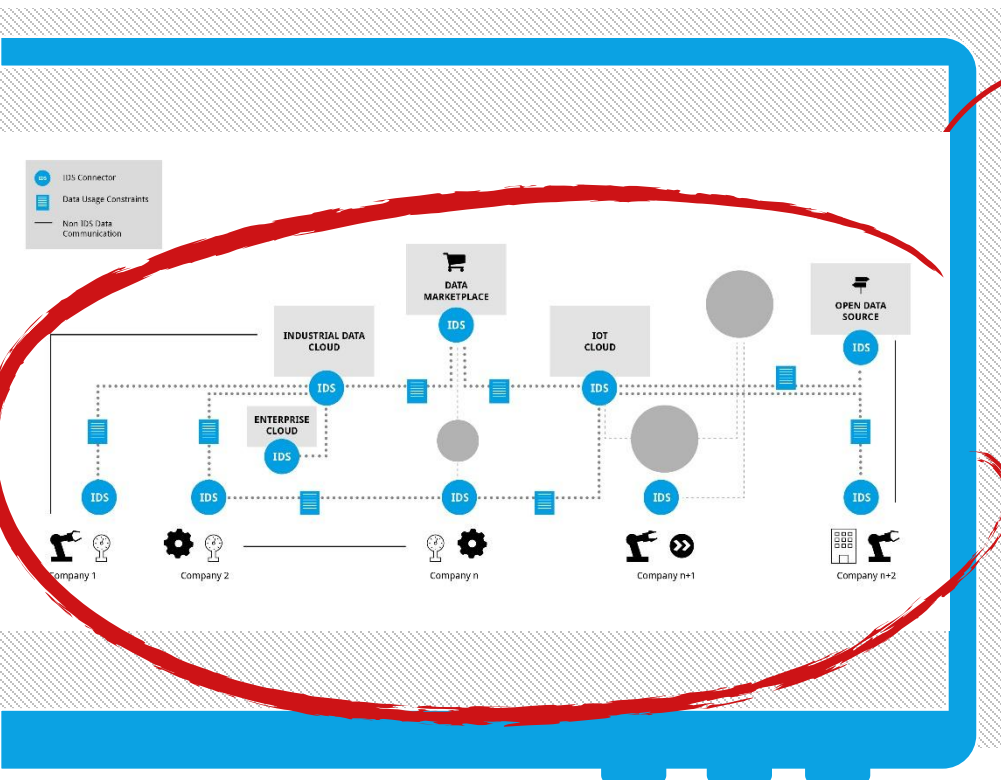 IDS
IDS Connector
Data Usage Constraints
Non IDS Data
Communication
DATA
MARKETPLACE
IDS
OPEN DATA
SOURCE
IDS
INDUSTRIAL DATA
CLOUD
IDS
IOT
CLOUD
IDS
ENTERPRISE
CLOUD
IDS
IDS
IDS
IDS
IDS
IDS
Company 1
Company 2
Company n
Company n+1
Company n+2